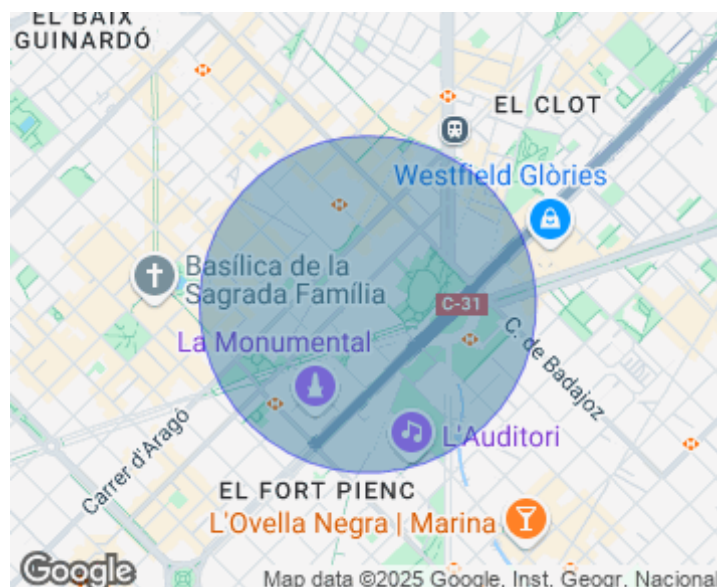 EL BAIX
GUINARDÓ
EL CLOT
Westfield Glòries
Basílica de la
Sagrada Família
C-31
La Monumental
C. de Badajoz
L'Auditori
Carrer d'Aragó
EL FORT PIENC
L'Ovella Negra | Marina
Google
Map data ©2025 Google, Inst. Geogr. Nacional